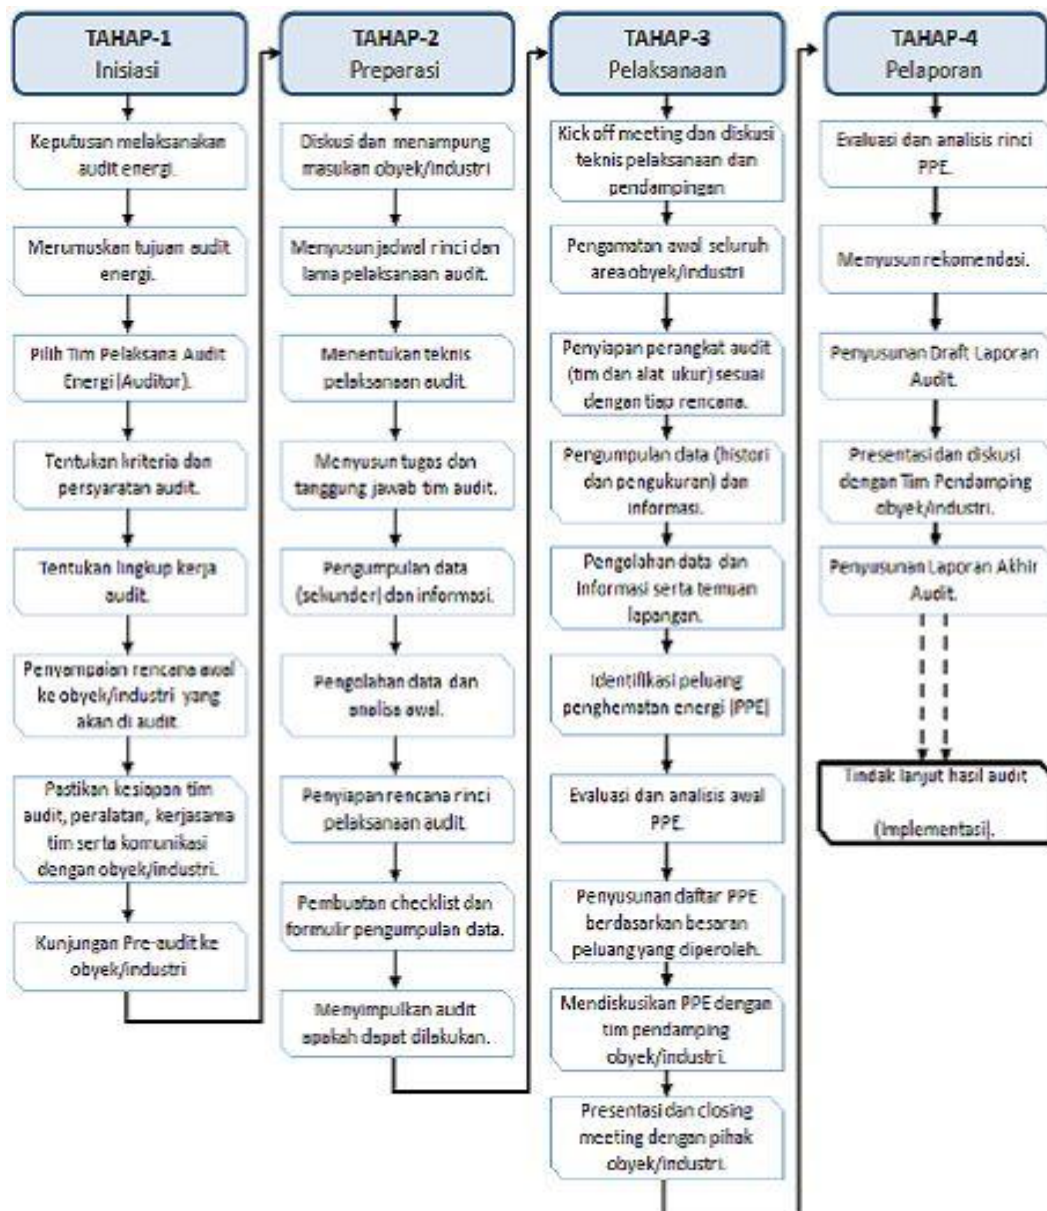 TAHAP-1
Inisiasi
Keputusan melaksanakan
audit energi.
Merumuskan tujuan audit
energi.
Pilih Tim Pelaksana Audit
Energi (Auditor).
Tentukan kriteria dan
persyaratan audit.
Tentukan lingkup kerja
audit.
Penyampaian rencana awal
ke obyek/industri yang
akan di audit
Pastikan kesiapan tim
audit, peralatan, kerjasama
tim serta komunikasi
dengan obyek/industri.
Kunjungan Pre-audit ke
obyek/industri
TAHAP-2
Preparasi
Diskusi dan menampung
masukan obyek/industri
Menyusun jadwal rinci dan
lama pelaksanaan audit.
Menentukan teknis
pelaksanaan audit.
Menyusun tugas dan
tanggung jawab tim audit.
Pengumpulan data
(sekunder) dan informasi.
Pengolahan data dan
analisa awal.
Penyiapan rencana rinci
pelaksanaan audit
Pembuatan checklist dan
formulir pengumpulan data.
Menyimpulkan audit
apakah dapat dilakukan.
TAHAP-3
Pelaksanaan
Kick off meeting dan diskusi
teknis pelaksanaan dan
pendampingan
Pengamatan awal seluruh
area obyek/industri
Penyiapan perangkat audit
(tim dan alat ukur) sesuai
dengan tiap rencana.
Pengumpulan data (histori
dan pengukuran) dan
informasi.
Pengolahan data dan
Informasi serta temuan
lapangan.
Identifikasi peluang
penghematan energi (PPE)
Evaluasi dan analisis awal
PPE.
Penyusunan daftar PPE
berdasarkan besaran
peluang yang diperoleh.
Mendiskusikan PPE dengan
tim pendamping
obyek/industri.
Presentasi dan closing
meeting dengan pihak
obyek/industri.
TAHAP-4
Pelaporan
Evaluasi dan analisis rinci
PPE.
Menyusun rekomendasi.
Penyusunan Draft Laporan
Audit.
Presentasi dan diskusi
dengan Tim Pendamping
obyek/industri.
Penyusunan Laporan Akhir
Audit.
Tindak lanjut hasil audit
(Implementasi).